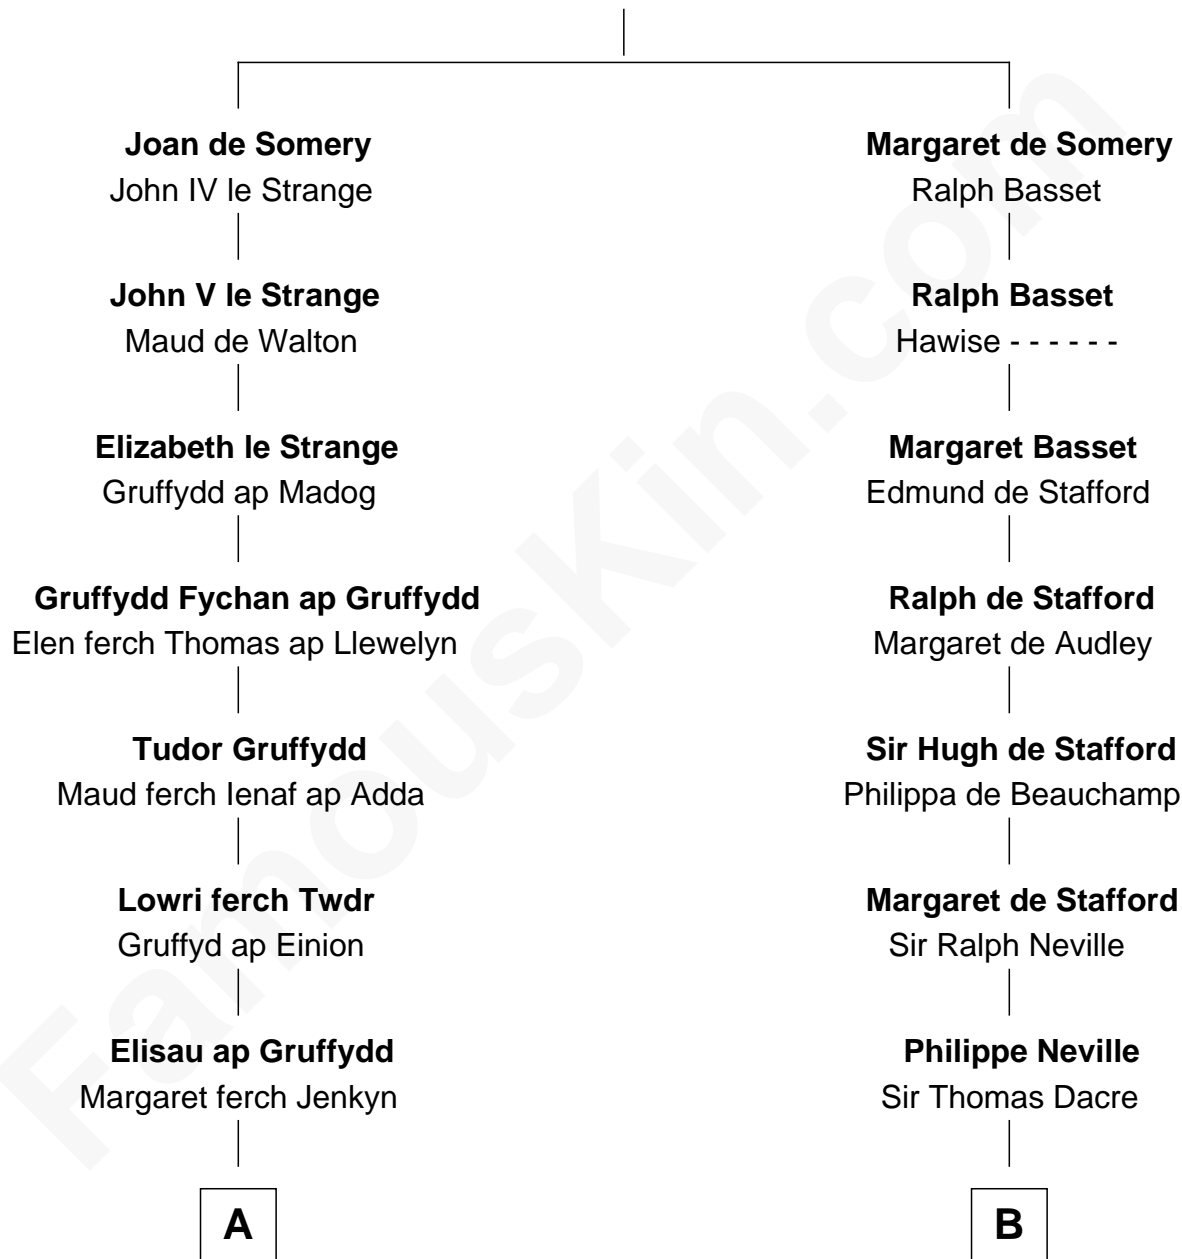 Joan de Somery
John IV le Strange
John V le Strange
Maud de Walton
Elizabeth le Strange
Gruffydd ap Madog
Gruffydd Fychan ap Gruffydd
Elen ferch Thomas ap Llewelyn
Tudor Gruffydd
Maud ferch Ienaf ap Adda
Lowri ferch Twdr
Gruffyd ap Einion
Elisau ap Gruffydd
Margaret ferch Jenkyn
A
Margaret de Somery
Ralph Basset
Ralph Basset
Hawise - - - - - -
Margaret Basset
Edmund de Stafford
Ralph de Stafford
Margaret de Audley
Sir Hugh de Stafford
Philippa de Beauchamp
Margaret de Stafford
Sir Ralph Neville
Philippe Neville
Sir Thomas Dacre
B
FamousKin.com